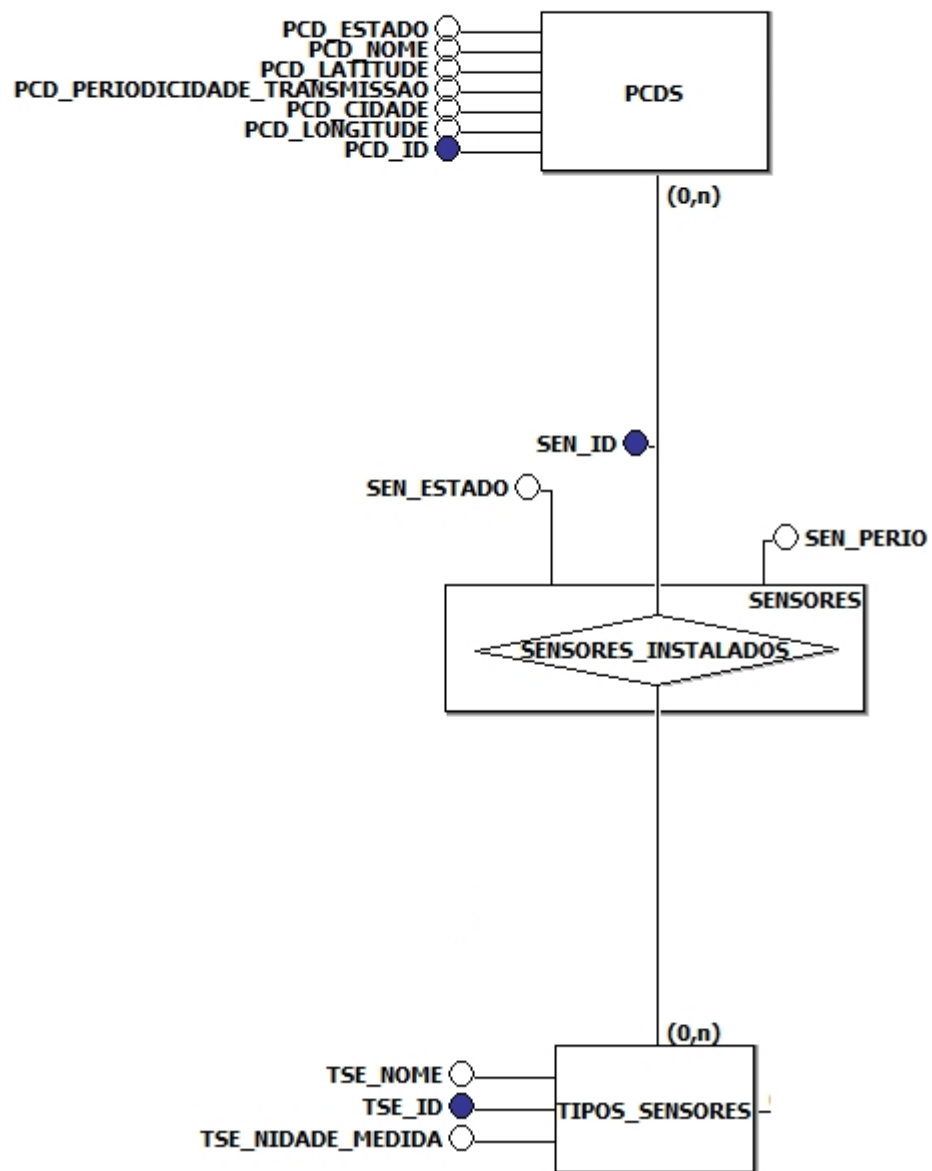 PCD_ESTADO
PCD_NOME
PCD_LATITUDE
PCD_PERIODICIDADE_TRANSMISSAO
PCD_CIDADE
PCD_LONGITUDE
PCD_ID
PCDS
(0,n)
SEN_ID
SEN_ESTADO
SEN_PERIO
SENSORES
SENSORES_INSTALADOS
(0,n)
TSE_NOME
TSE_ID
TIPOS_SENSORES
TSE_NIDADE_MEDIDA